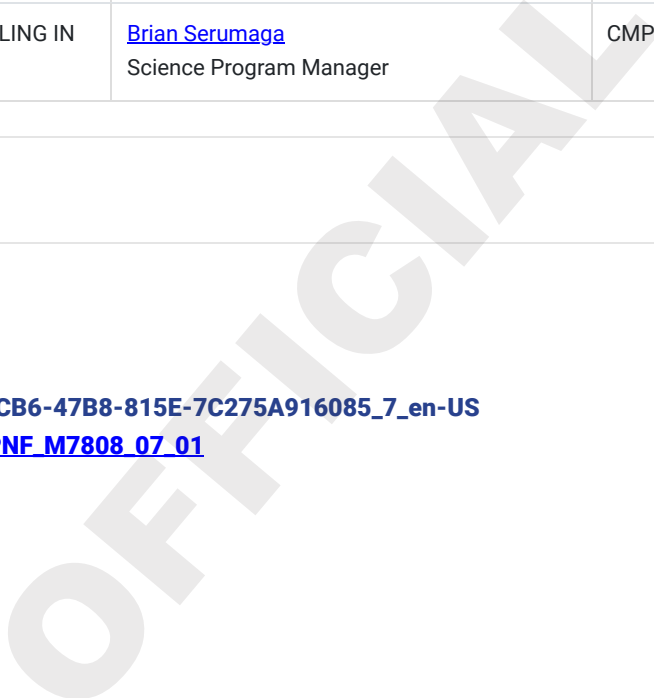 LING IN Brian Serumaga CMP
Science Program Manager
CB6-47B8-815E-7C275A916085_7_en-US
NF_M7808_07_01
OFFICIAL